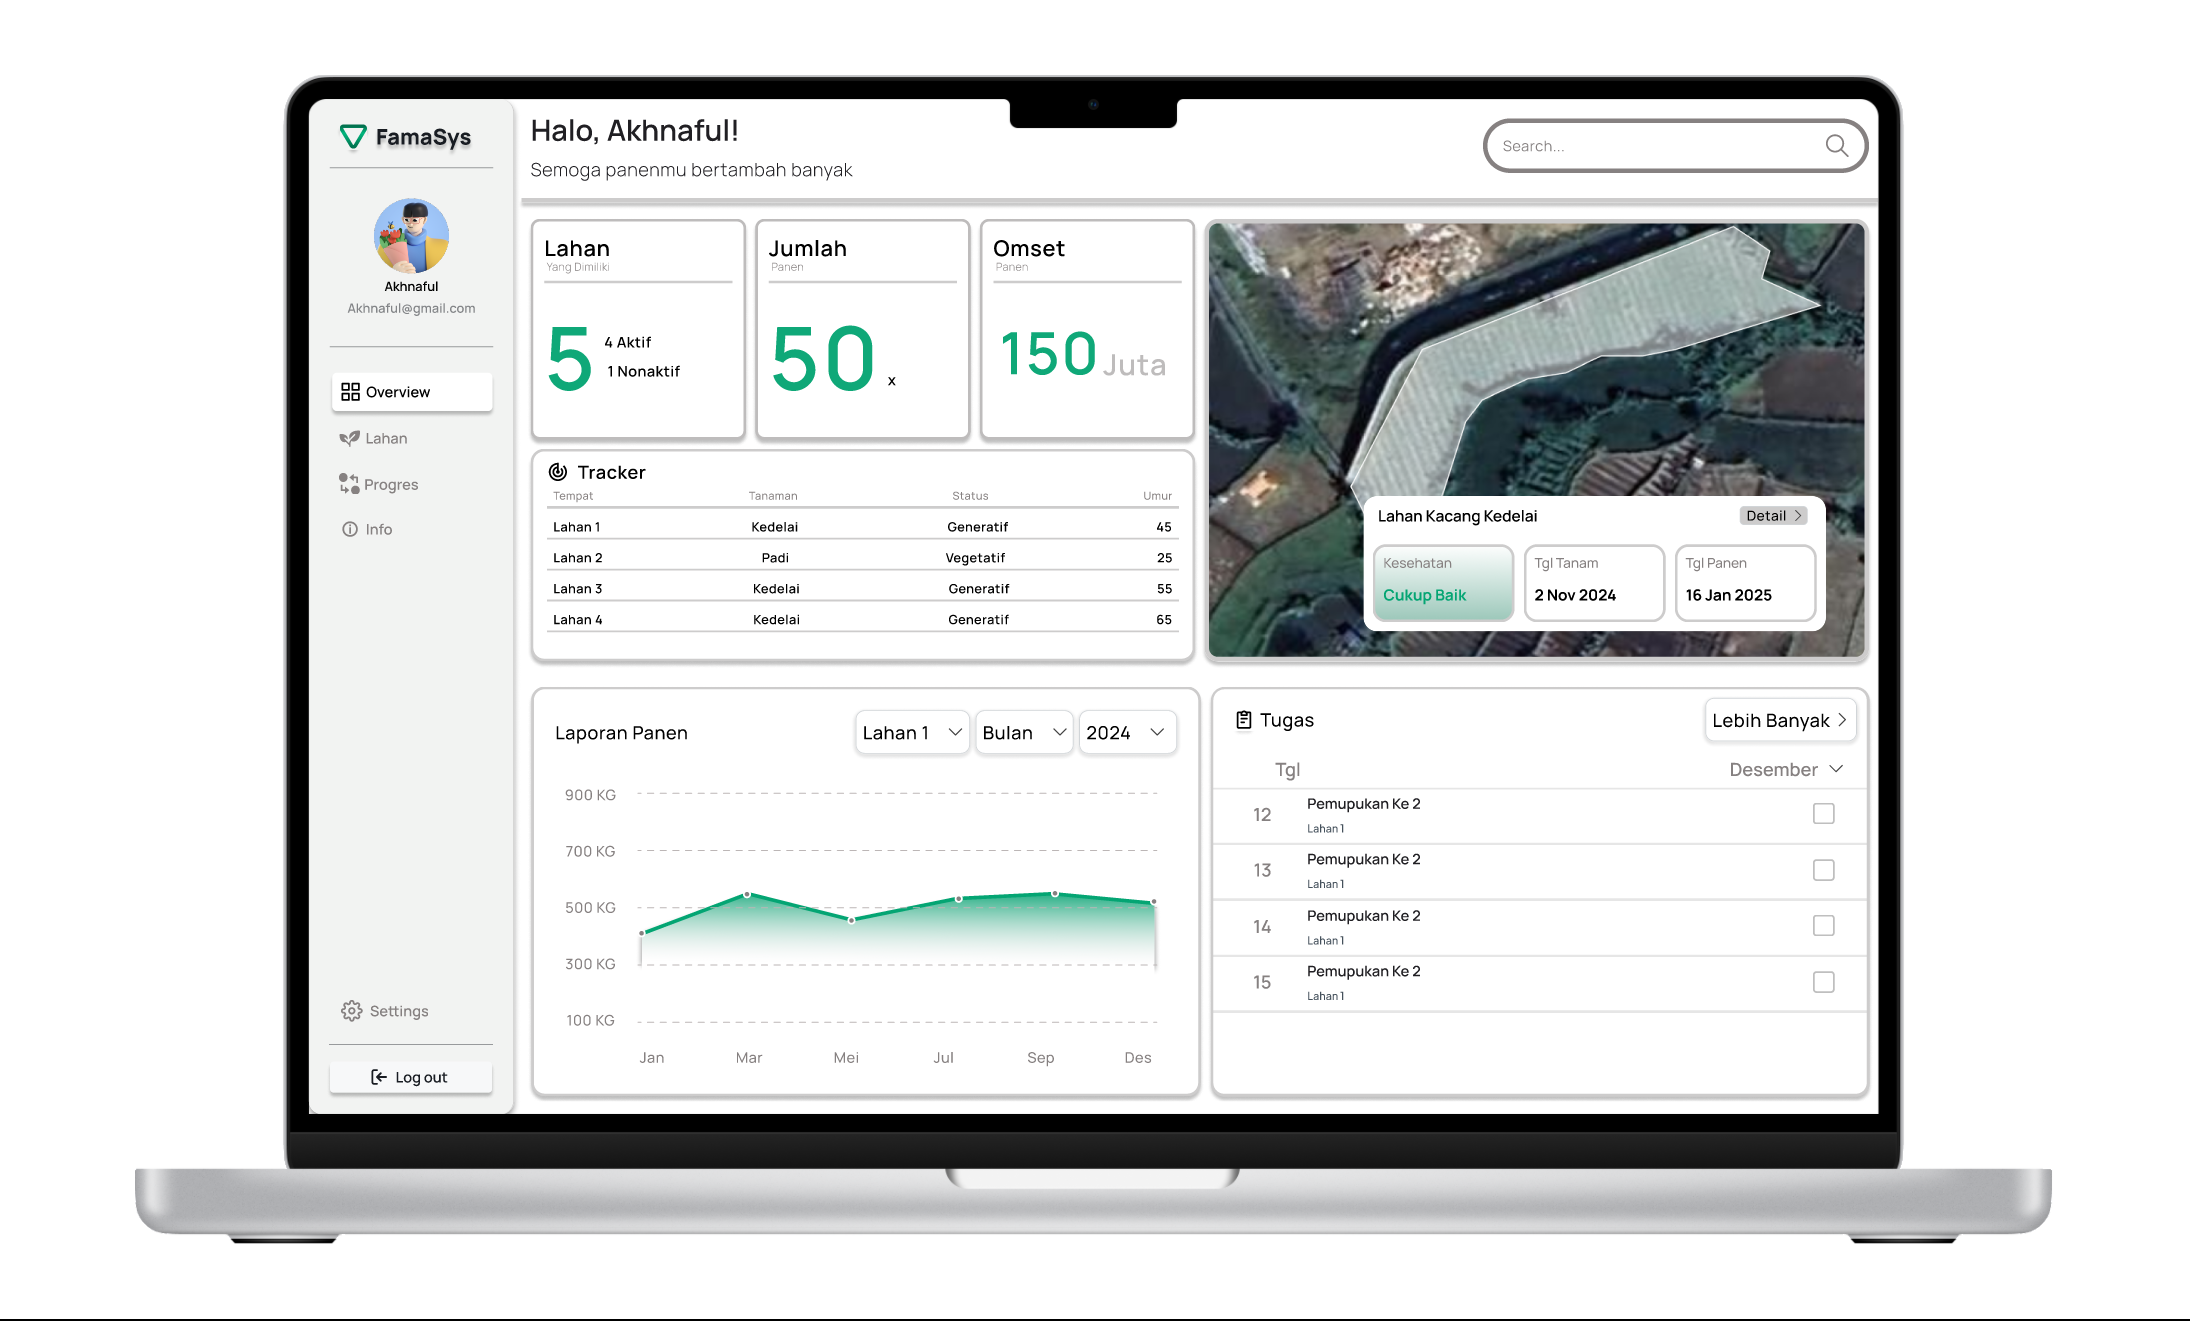 FamaSys
Akhnaful
Akhnaful@gmail.com
Overview
Lahan
Progres
Info
Settings
Log out
Halo, Akhnaful!
Semoga panenmu bertambah banyak
Search...
Lahan
Yang Dimiliki
5
4 Aktif
1 Nonaktif
Jumlah
Panen
50 x
Omset
Panen
150 Juta
Tracker
Tempat Tanaman Status Umur
Lahan 1 Kedelai Generatif 45
Lahan 2 Padi Vegetatif 25
Lahan 3 Kedelai Generatif 55
Lahan 4 Kedelai Generatif 65
Lahan Kacang Kedelai
Detail
Kesehatan
Cukup Baik
Tgl Tanam
2 Nov 2024
Tgl Panen
16 Jan 2025
Laporan Panen
Lahan 1
Bulan
2024
900 KG
700 KG
500 KG
300 KG
100 KG
Jan Mar Mei Jul Sep Des
Tugas
Lebih Banyak
Tgl
Desember
12
Pemupukan Ke 2
Lahan 1
13
Pemupukan Ke 2
Lahan 1
14
Pemupukan Ke 2
Lahan 1
15
Pemupukan Ke 2
Lahan 1